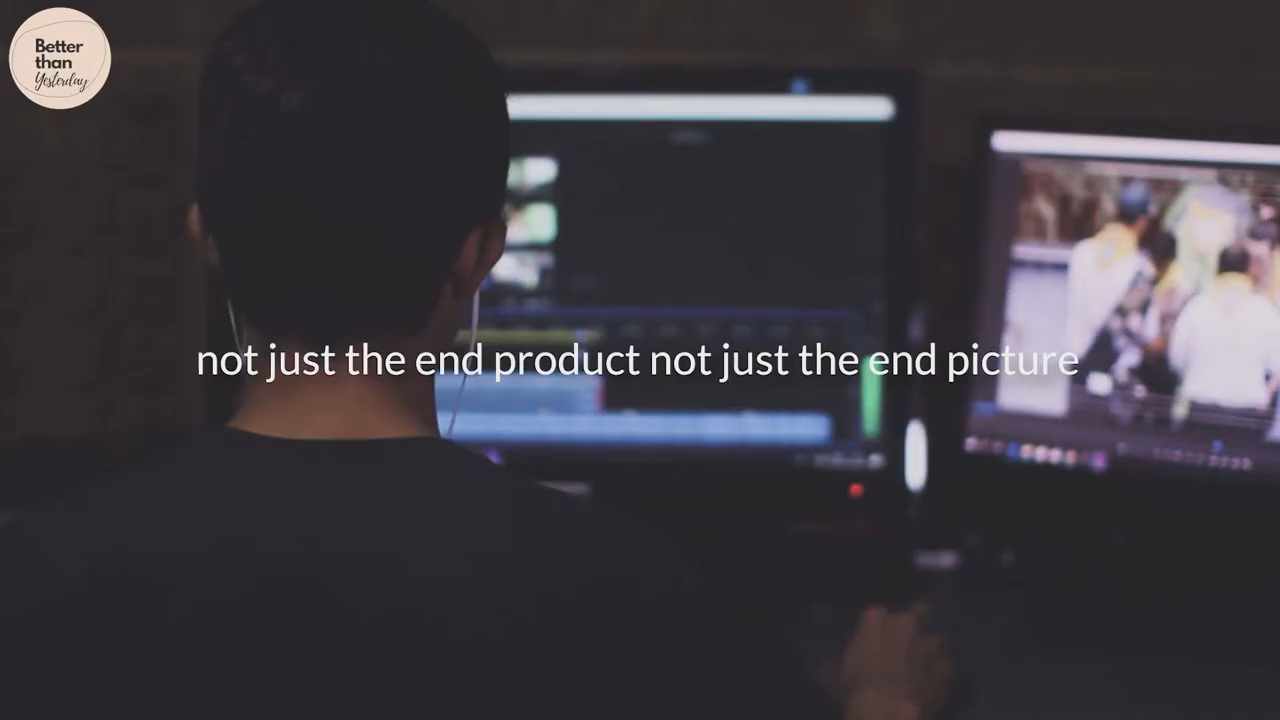 Better
than
Yesterday
not just the end product not just the end picture